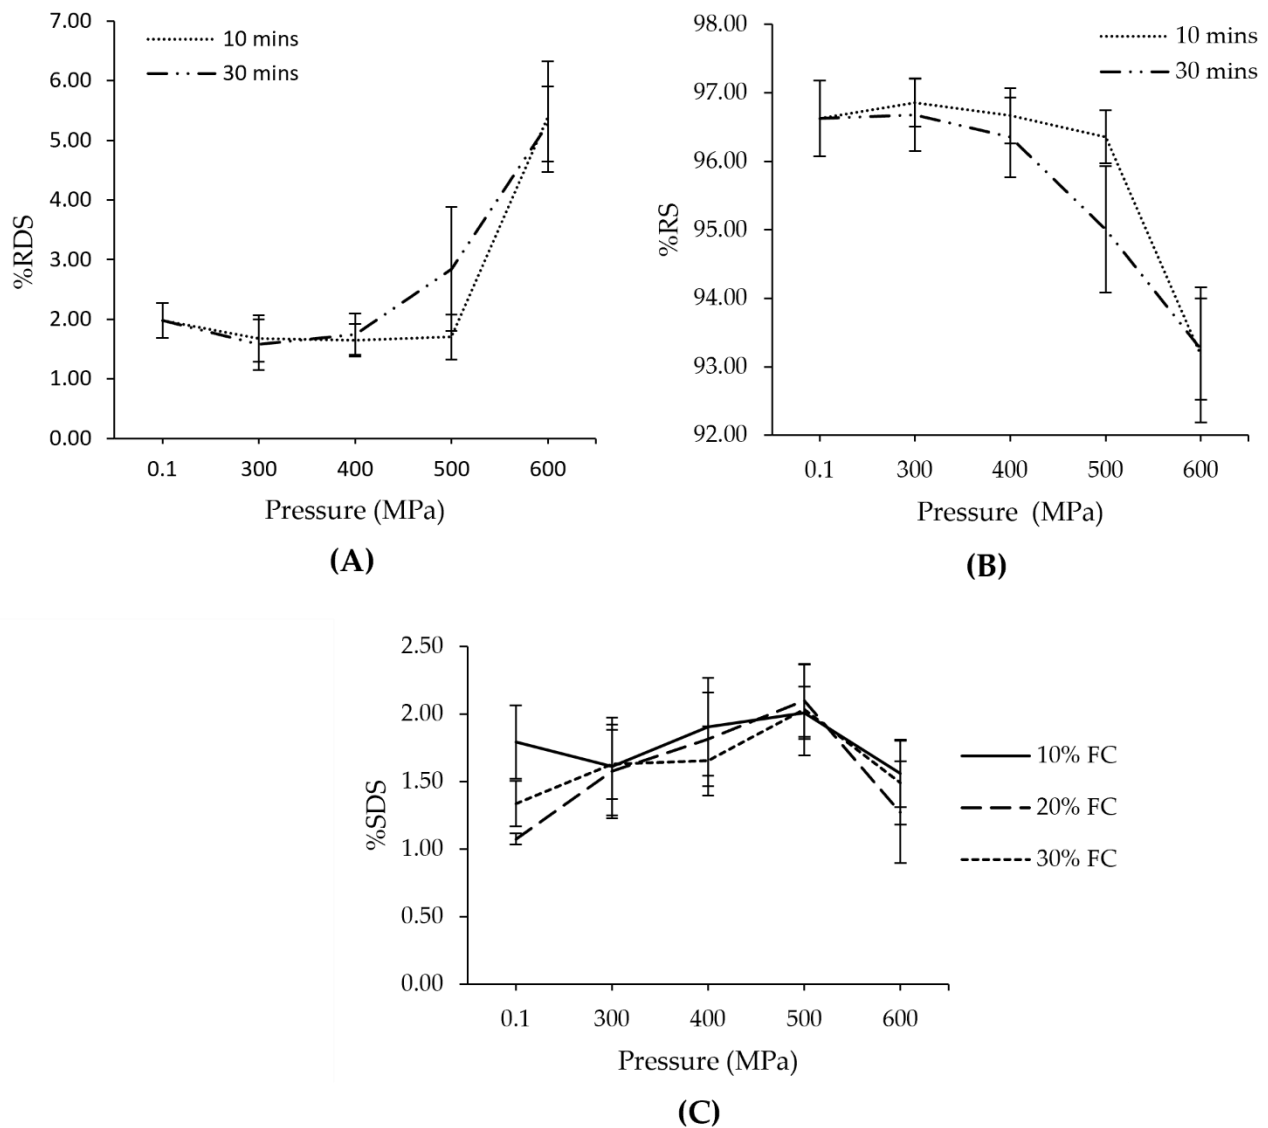 7.00
6.00
5.00
4.00
3.00
2.00
1.00
0.00
%RDS
10 mins
30 mins
0.1 300 400 500 600
Pressure (MPa)
(A)
98.00
97.00
96.00
95.00
94.00
93.00
92.00
%RS
10 mins
30 mins
0.1 300 400 500 600
Pressure (MPa)
(B)
2.50
2.00
1.50
1.00
0.50
0.00
%SDS
10% FC
20% FC
30% FC
0.1 300 400 500 600
Pressure (MPa)
(C)